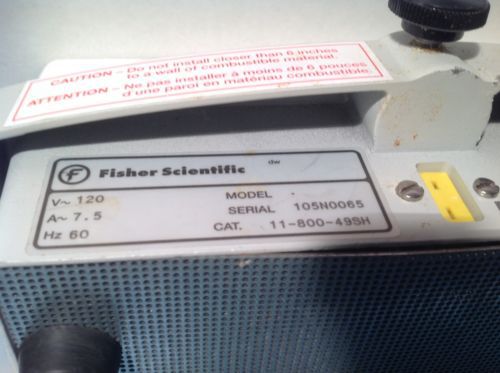 CAUTION – Do not install closer than 6 inches
to a wall of combustible material.
ATTENTION – Ne pas installer à moins de 6 pouces
d'une paroi en matériau combustible.
f Fisher Scientific
dw
V~ 120
A~ 7.5
Hz 60
MODEL -
SERIAL 105N0065
CAT. 11-800-49SH